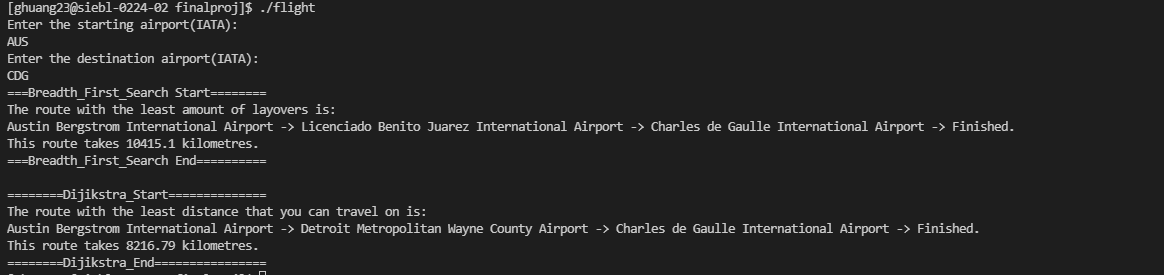 [ghuang23@siebl-0224-02 finalproj]$ ./flight
Enter the starting airport(IATA):
AUS
Enter the destination airport(IATA):
CDG
===Breadth_First_Search Start========
The route with the least amount of layovers is:
Austin Bergstrom International Airport -> Licenciado Benito Juarez International Airport -> Charles de Gaulle International Airport -> Finished.
This route takes 10415.1 kilometres.
===Breadth_First_Search End==========

========Dijikstra_Start==============
The route with the least distance that you can travel on is:
Austin Bergstrom International Airport -> Detroit Metropolitan Wayne County Airport -> Charles de Gaulle International Airport -> Finished.
This route takes 8216.79 kilometres.
========Dijikstra_End================